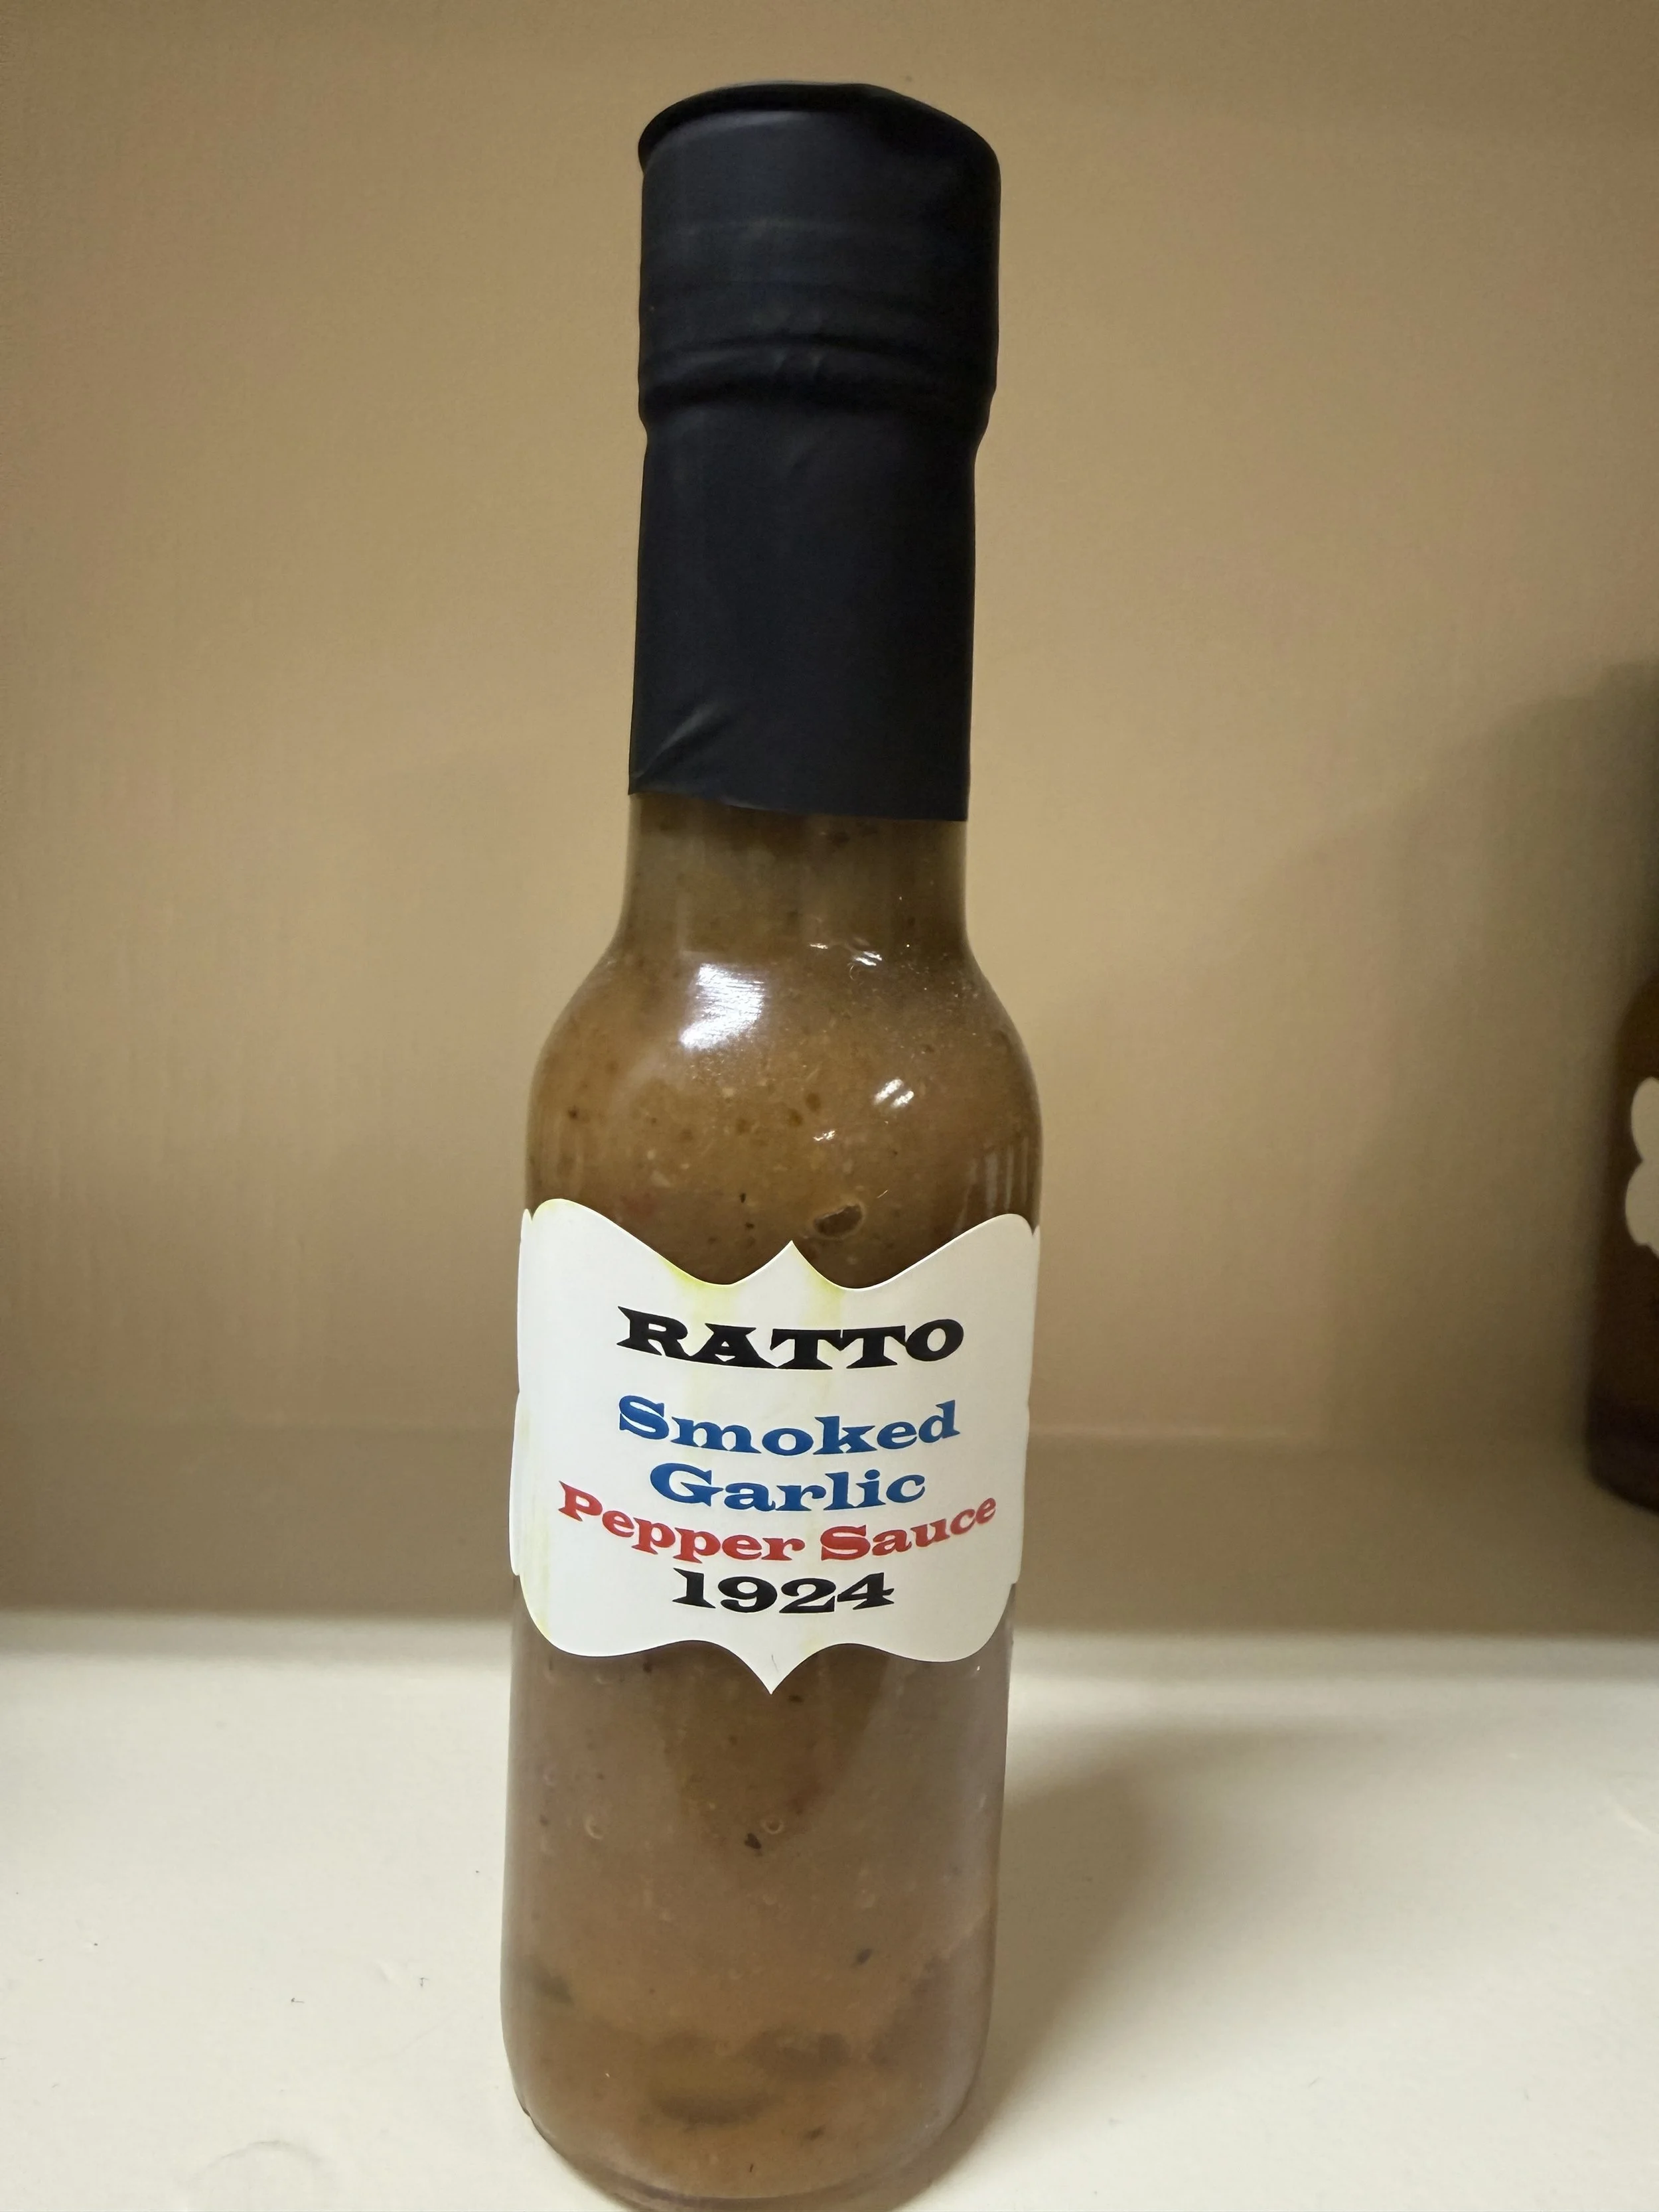 RATTO
Smoked
Garlic
Pepper Sauce
1924